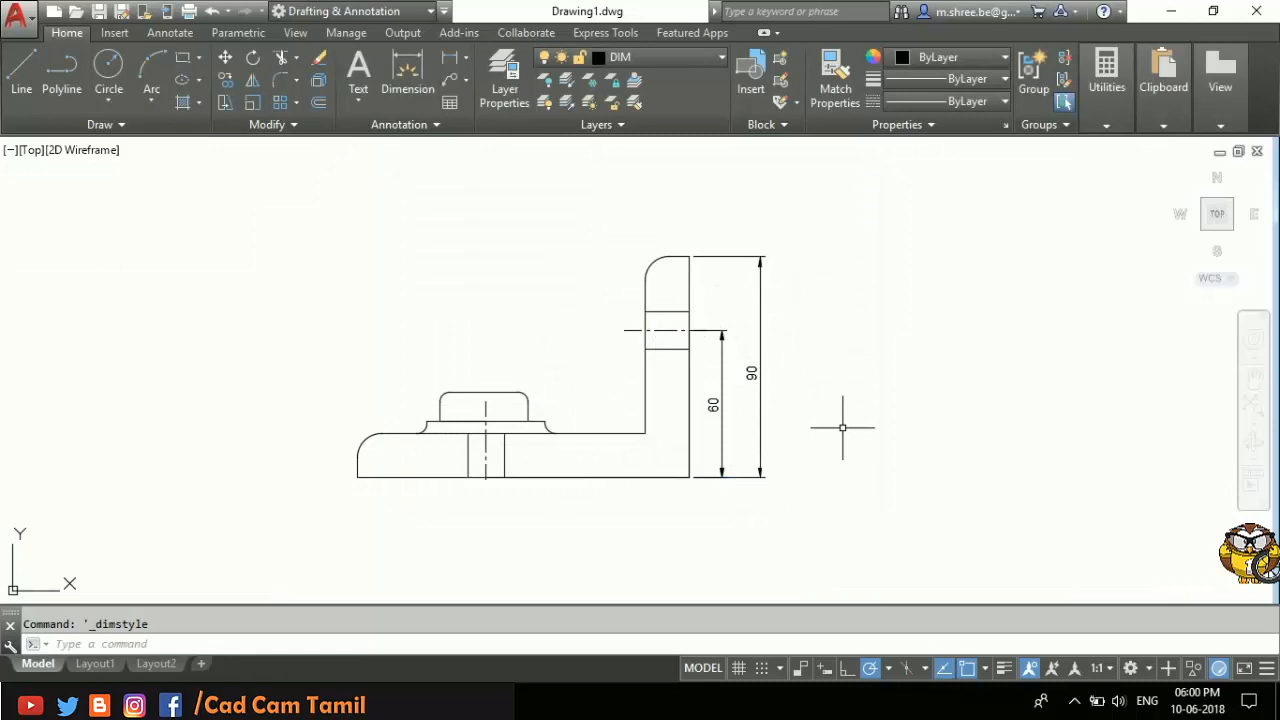 Drafting & Annotation
Drawing1.dwg
Type a keyword or phrase
m.shree.be@g...
Home Insert Annotate Parametric View Manage Output Add-ins Collaborate Express Tools Featured Apps
DIM
ByLayer
ByLayer
ByLayer
Line Polyline Circle Arc Text Dimension Layer Properties Insert Match Properties Group Utilities Clipboard View
Draw Modify Annotation Layers Block Properties Groups
[−][Top][2D Wireframe]
N
W TOP E
S
WCS
90
60
Y
X
Command: '_dimstyle
Type a command
Model Layout1 Layout2 +
MODEL 1:1
/Cad Cam Tamil
ENG
06:00 PM
10-06-2018